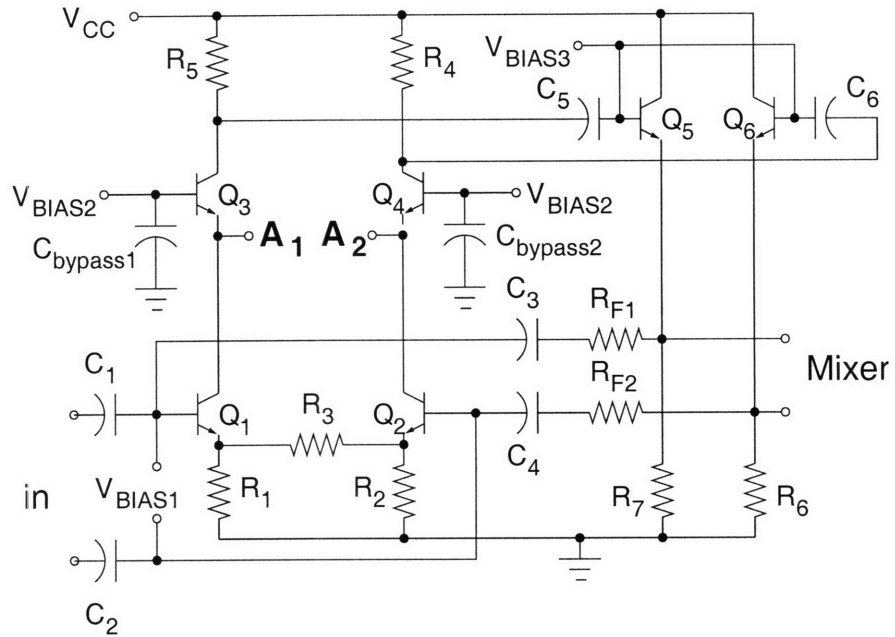 V_CC
R_5
R_4
V_BIAS3
C_5
C_6
Q_5
Q_6
V_BIAS2
Q_3
Q_4
V_BIAS2
C_bypass1
A_1
A_2
C_bypass2
C_3
R_F1
C_1
R_F2
Mixer
Q_1
R_3
Q_2
C_4
in
V_BIAS1
R_1
R_2
R_7
R_6
C_2